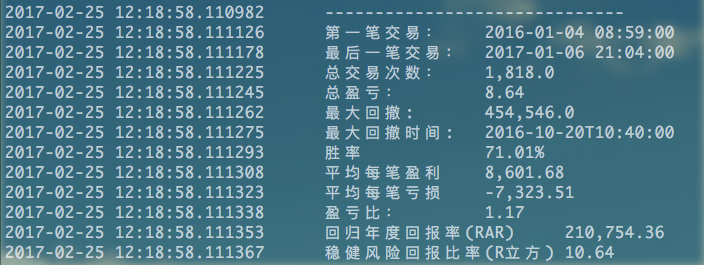 2017-02-25 12:18:58.110982 ------------------------------
2017-02-25 12:18:58.111126 第一笔交易： 2016-01-04 08:59:00
2017-02-25 12:18:58.111178 最后一笔交易： 2017-01-06 21:04:00
2017-02-25 12:18:58.111225 总交易次数： 1,818.0
2017-02-25 12:18:58.111245 总盈亏： 8.64
2017-02-25 12:18:58.111262 最大回撤: 454,546.0
2017-02-25 12:18:58.111275 最大回撤时间: 2016-10-20T10:40:00
2017-02-25 12:18:58.111293 胜率 71.01%
2017-02-25 12:18:58.111308 平均每笔盈利 8,601.68
2017-02-25 12:18:58.111323 平均每笔亏损 -7,323.51
2017-02-25 12:18:58.111338 盈亏比： 1.17
2017-02-25 12:18:58.111353 回归年度回报率(RAR) 210,754.36
2017-02-25 12:18:58.111367 稳健风险回报比率(R立方) 10.64